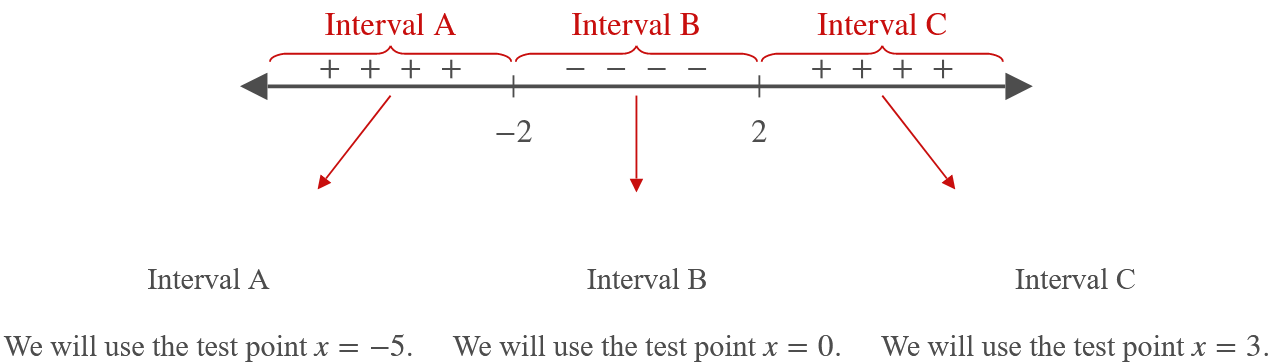 Interval A Interval B Interval C
+ + + + − − − − + + + +
−2 2
Interval A Interval B Interval C
We will use the test point x = −5. We will use the test point x = 0. We will use the test point x = 3.